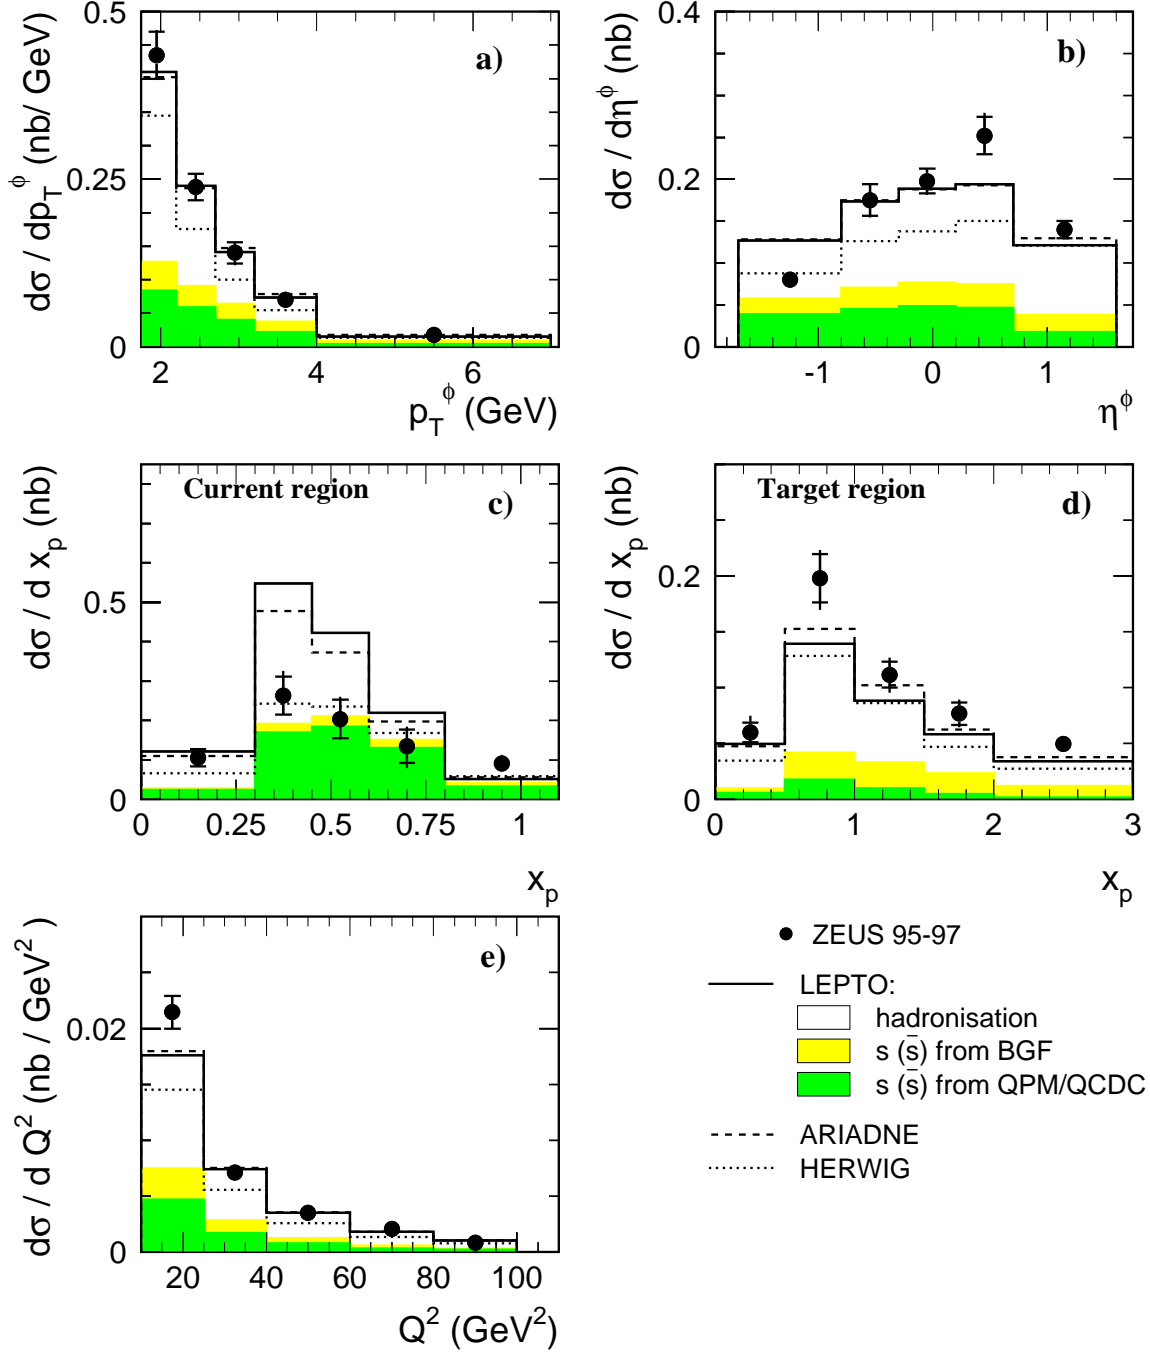 dσ / dp_T^ϕ (nb/ GeV)
0.5
0.25
0
a)
2 4 6
p_T^ϕ (GeV)
dσ / dη^ϕ (nb)
0.4
0.2
0
b)
-1 0 1
η^ϕ
dσ / d x_p (nb)
Current region
c)
0.5
0
0 0.25 0.5 0.75 1
x_p
dσ / d x_p (nb)
Target region
d)
0.2
0
0 1 2 3
x_p
dσ / d Q^2 (nb / GeV^2)
e)
0.02
0
20 40 60 80 100
Q^2 (GeV^2)
ZEUS 95-97
LEPTO:
hadronisation
s (s̄) from BGF
s (s̄) from QPM/QCDC
ARIADNE
HERWIG